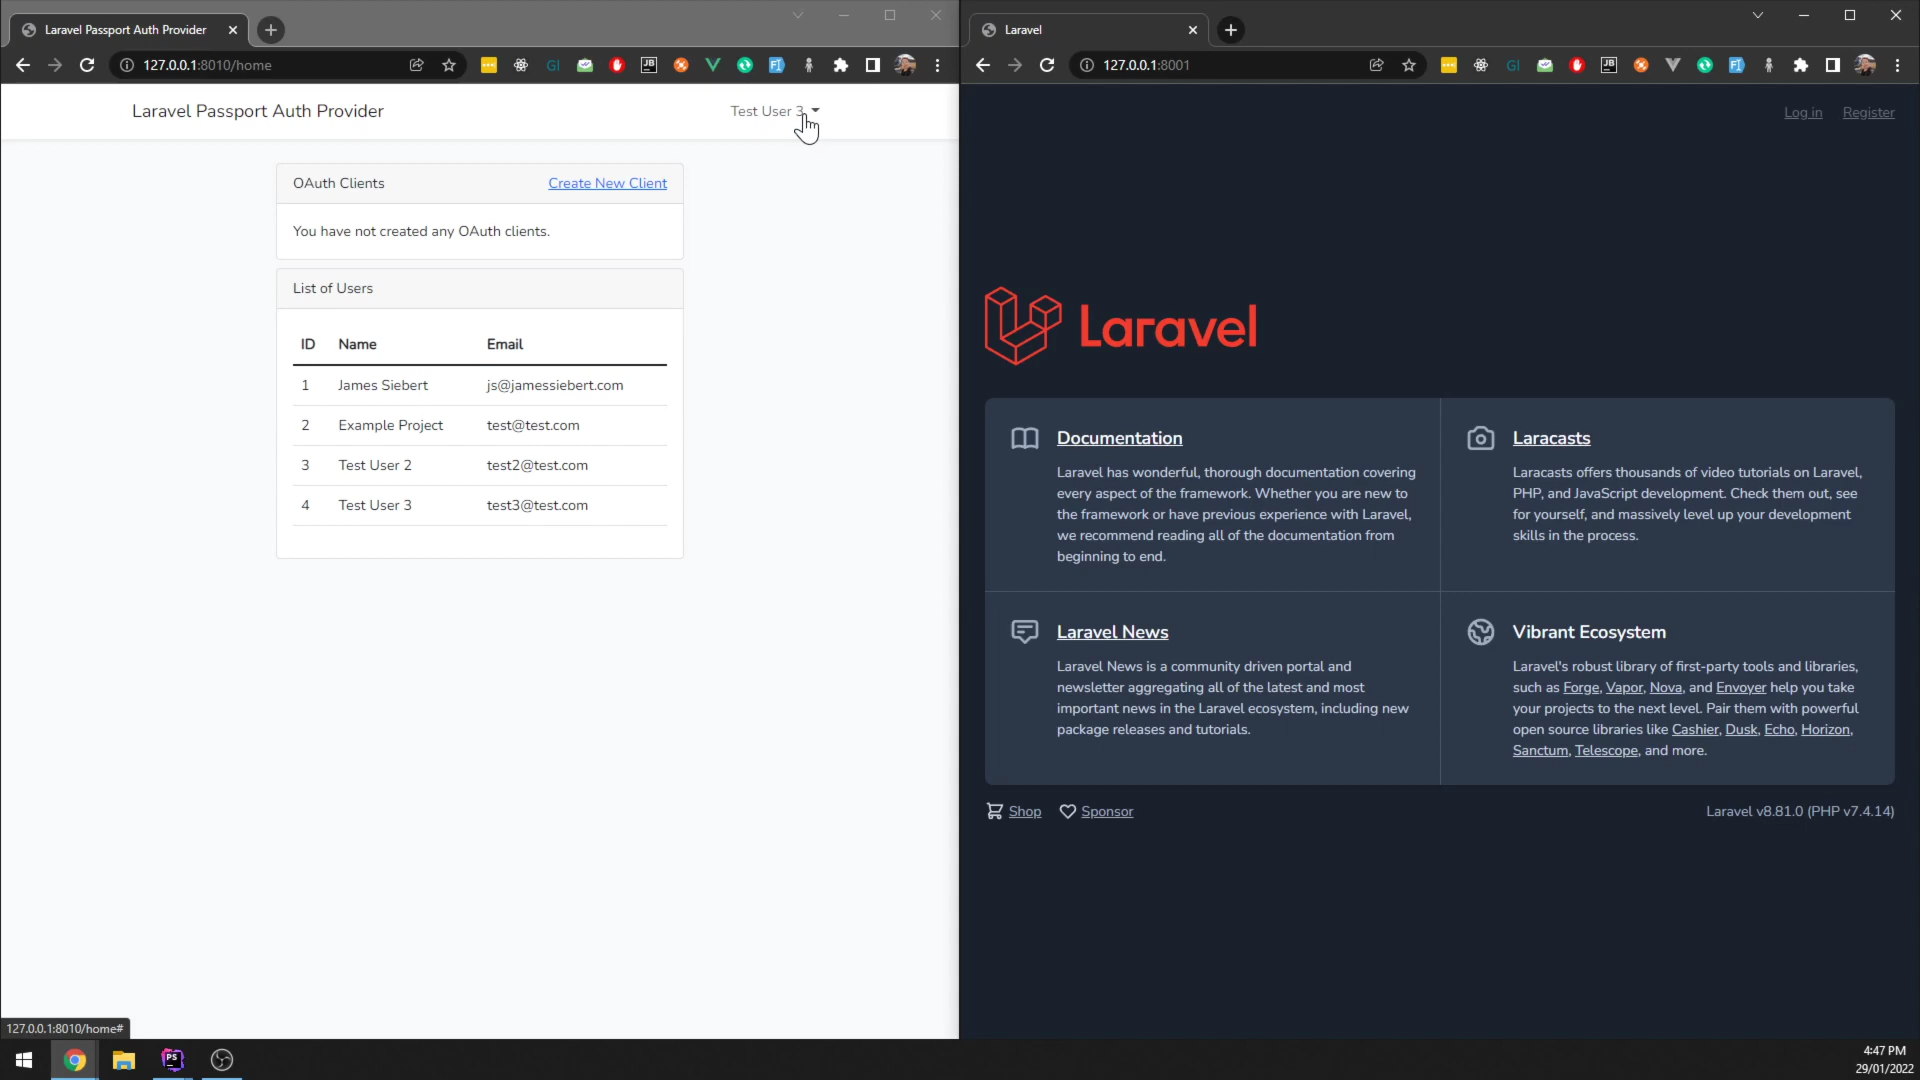 Laravel Passport Auth Provider
127.0.0.1:8010/home
GI
JB
Laravel Passport Auth Provider
Test User 3
OAuth Clients
Create New Client
You have not created any OAuth clients.
List of Users
ID Name Email
1 James Siebert js@jamessiebert.com
2 Example Project test@test.com
3 Test User 2 test2@test.com
4 Test User 3 test3@test.com
127.0.0.1:8010/home#
Laravel
127.0.0.1:8001
GI
JB
Log in Register
Laravel
Documentation
Laravel has wonderful, thorough documentation covering
every aspect of the framework. Whether you are new to
the framework or have previous experience with Laravel,
we recommend reading all of the documentation from
beginning to end.
Laracasts
Laracasts offers thousands of video tutorials on Laravel,
PHP, and JavaScript development. Check them out, see
for yourself, and massively level up your development
skills in the process.
Laravel News
Laravel News is a community driven portal and
newsletter aggregating all of the latest and most
important news in the Laravel ecosystem, including new
package releases and tutorials.
Vibrant Ecosystem
Laravel's robust library of first-party tools and libraries,
such as Forge, Vapor, Nova, and Envoyer help you take
your projects to the next level. Pair them with powerful
open source libraries like Cashier, Dusk, Echo, Horizon,
Sanctum, Telescope, and more.
Shop Sponsor
Laravel v8.81.0 (PHP v7.4.14)
PS
4:47 PM
29/01/2022